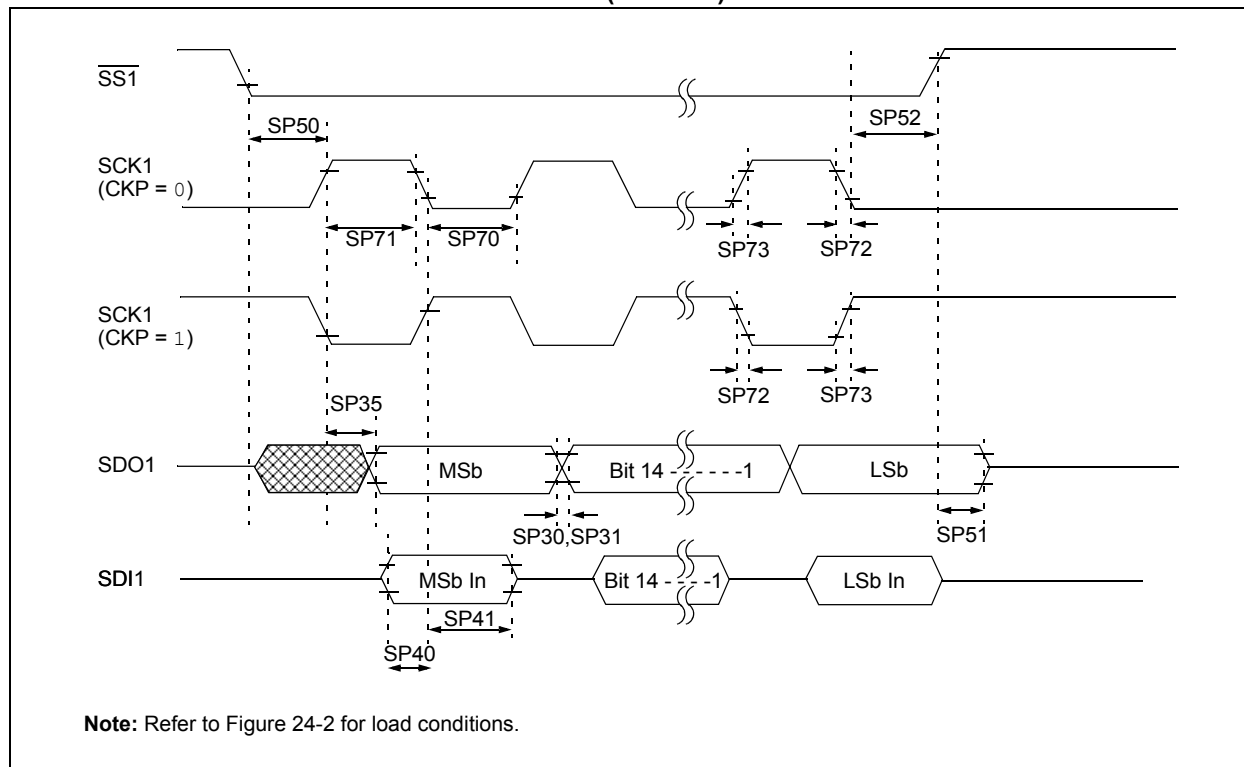 SS1
SP50
SP52
SCK1
(CKP = 0)
SP71
SP70
SP73
SP72
SCK1
(CKP = 1)
SP72
SP73
SP35
SDO1
MSb
Bit 14 - - - - - -1
LSb
SP30,SP31
SP51
SDI1
MSb In
Bit 14 - - - -1
LSb In
SP41
SP40
Note: Refer to Figure 24-2 for load conditions.